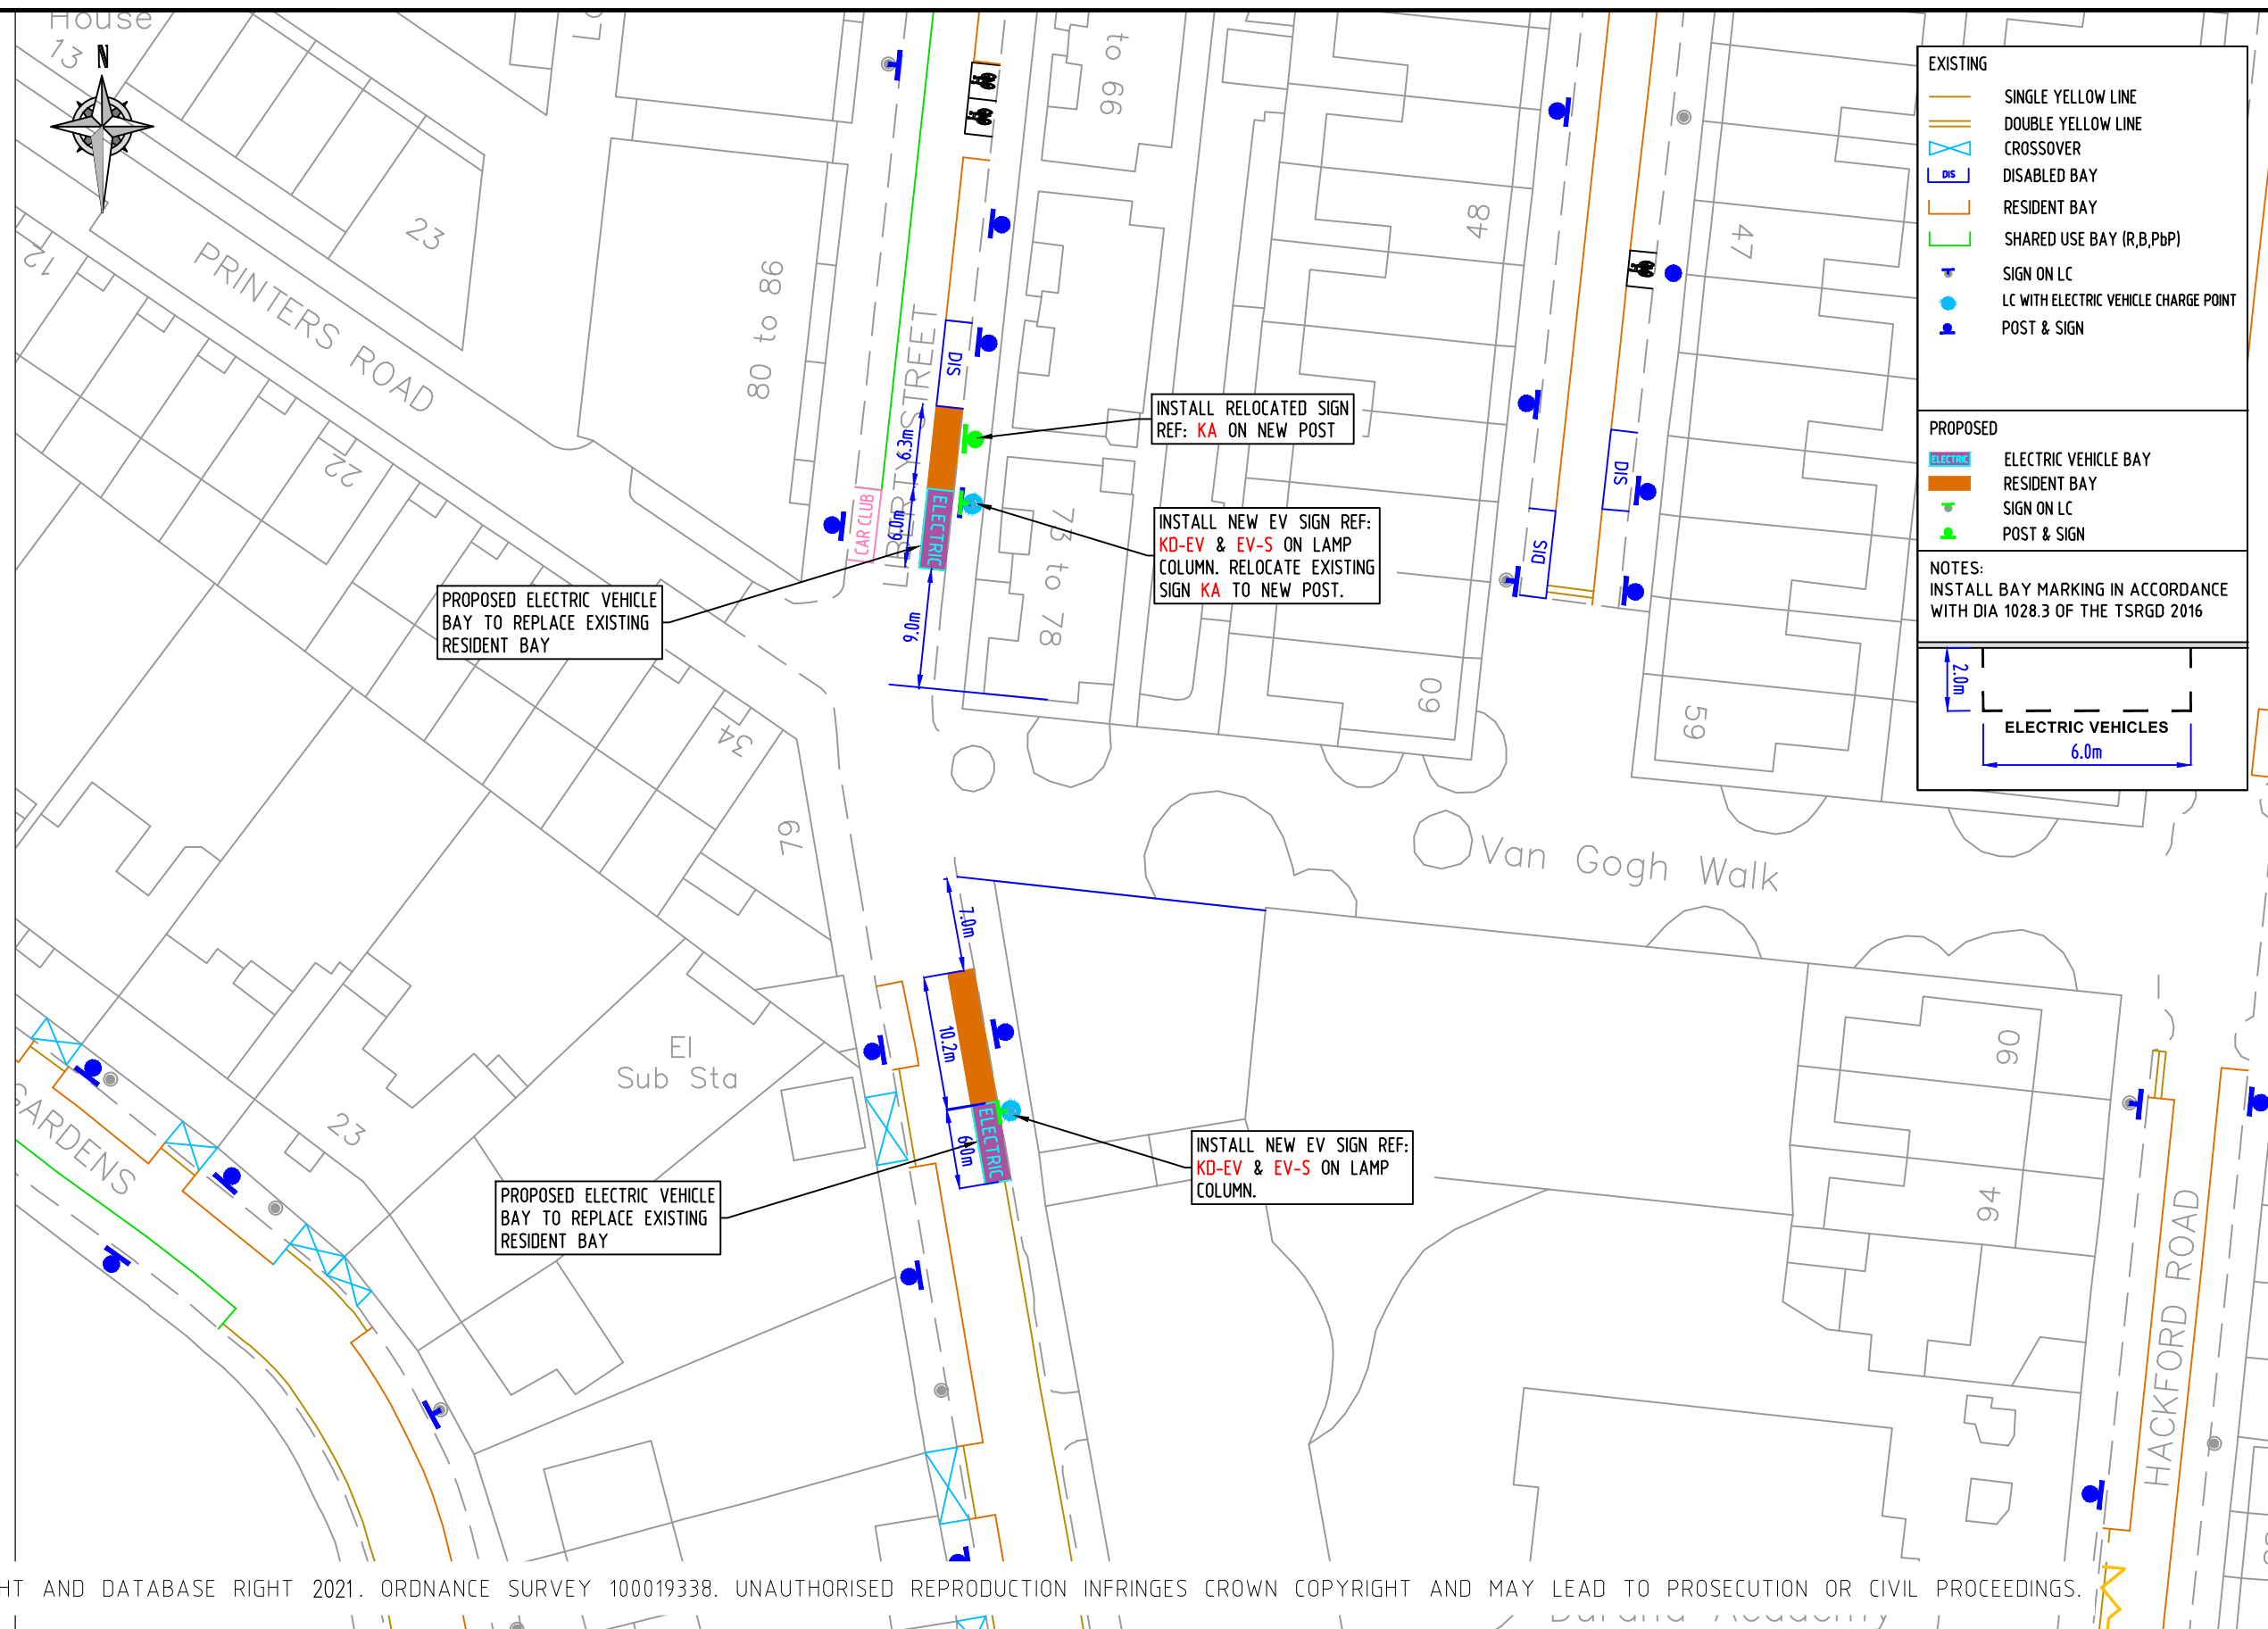 House
13
N
23
12
PRINTERS ROAD
22
34
79
80 to 86
to 66
LIBERTY STREET
DIS
6.3m
6.0m
9.0m
CAR CLUB
ELECTRIC
73 to 78
48
47
DIS
DIS
60
59
INSTALL RELOCATED SIGN
REF: KA ON NEW POST
INSTALL NEW EV SIGN REF:
KD-EV & EV-S ON LAMP
COLUMN. RELOCATE EXISTING
SIGN KA TO NEW POST.
PROPOSED ELECTRIC VEHICLE
BAY TO REPLACE EXISTING
RESIDENT BAY
EXISTING
SINGLE YELLOW LINE
DOUBLE YELLOW LINE
CROSSOVER
DIS DISABLED BAY
RESIDENT BAY
SHARED USE BAY (R,B,PbP)
SIGN ON LC
LC WITH ELECTRIC VEHICLE CHARGE POINT
POST & SIGN
PROPOSED
ELECTRIC ELECTRIC VEHICLE BAY
RESIDENT BAY
SIGN ON LC
POST & SIGN
NOTES:
INSTALL BAY MARKING IN ACCORDANCE
WITH DIA 1028.3 OF THE TSRGD 2016
2.0m
ELECTRIC VEHICLES
6.0m
Van Gogh Walk
7.0m
10.2m
6.0m
ELECTRIC
El
Sub Sta
23
GARDENS
90
94
HACKFORD ROAD
INSTALL NEW EV SIGN REF:
KD-EV & EV-S ON LAMP
COLUMN.
PROPOSED ELECTRIC VEHICLE
BAY TO REPLACE EXISTING
RESIDENT BAY
HT AND DATABASE RIGHT 2021. ORDNANCE SURVEY 100019338. UNAUTHORISED REPRODUCTION INFRINGES CROWN COPYRIGHT AND MAY LEAD TO PROSECUTION OR CIVIL PROCEEDINGS.
Academy